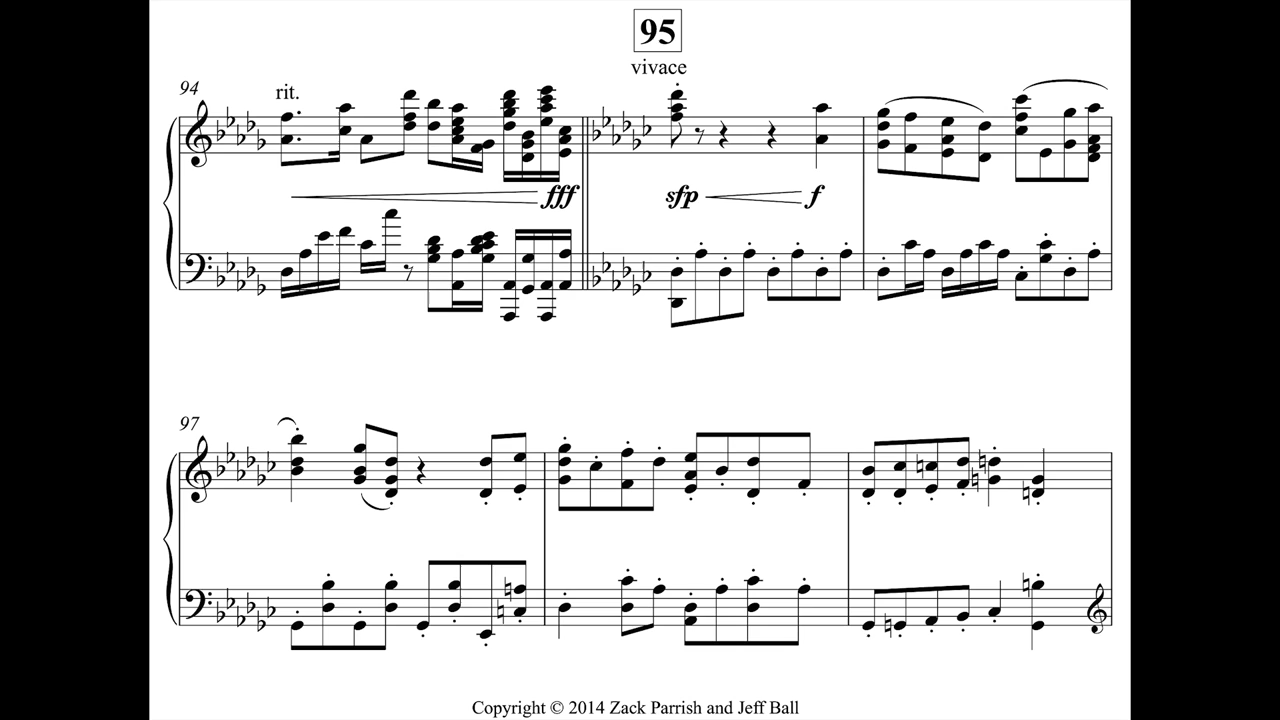 95
vivace
94
rit.
fff
sfp
f
97
Copyright © 2014 Zack Parrish and Jeff Ball